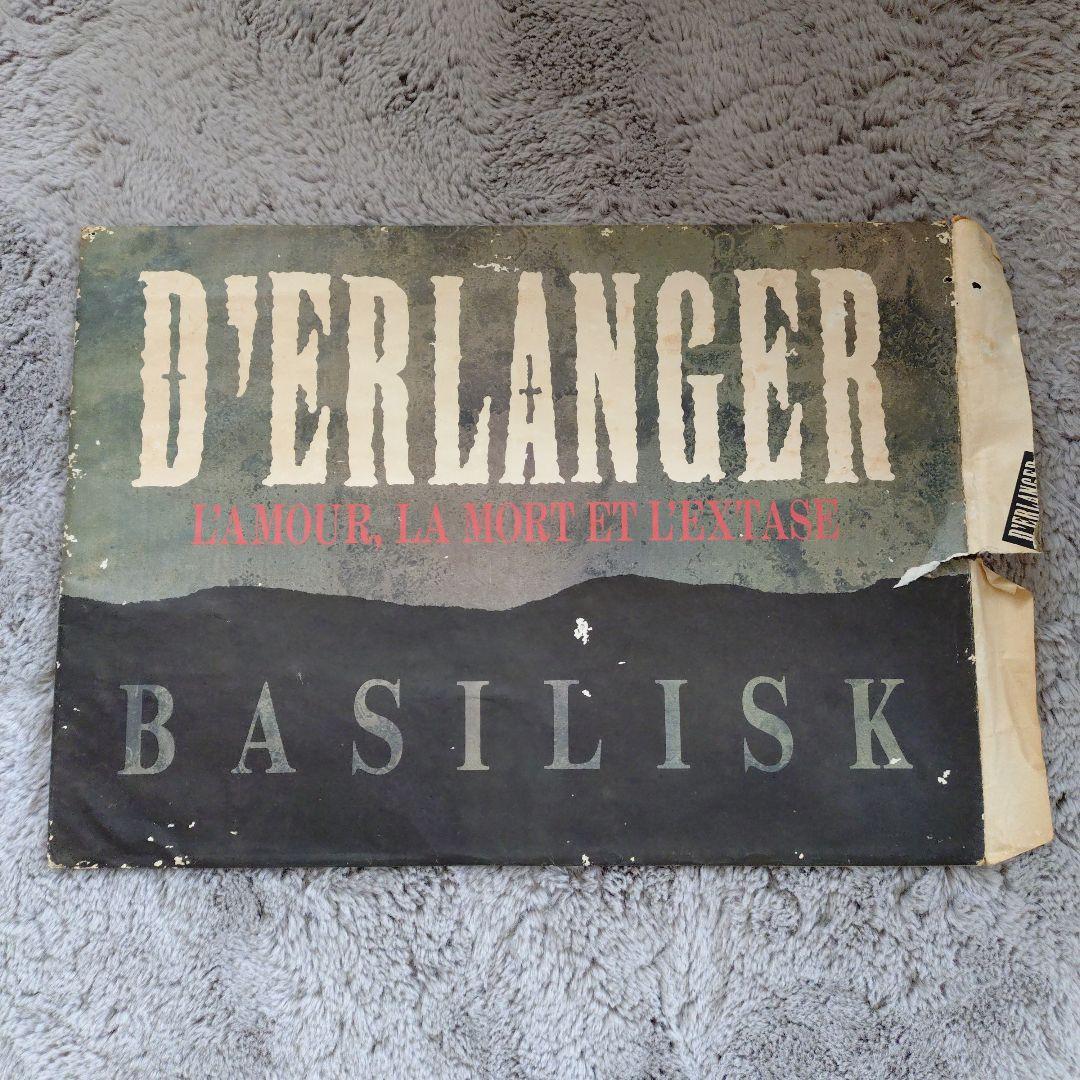 D'ERLANGER
L'AMOUR, LA MORT ET L'EXTASE
BASILISK
D'ERLANGER